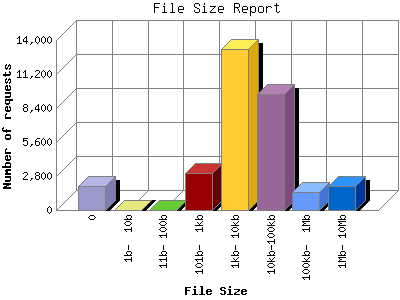 File Size Report
Number of requests
14,000
11,200
8,400
5,600
2,800
0
0
1b- 10b
11b- 100b
101b- 1kb
1kb- 10kb
10kb-100kb
100kb- 1Mb
1Mb- 10Mb
File Size